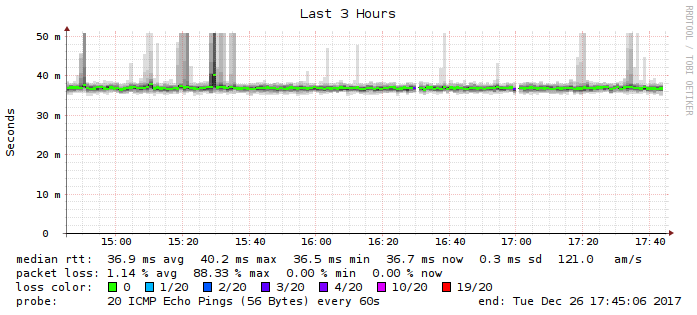 Last 3 Hours
RRDTOOL / TOBI OETIKER
Seconds
50 m
40 m
30 m
20 m
10 m
0
15:00 15:20 15:40 16:00 16:20 16:40 17:00 17:20 17:40
median rtt: 36.9 ms avg 40.2 ms max 36.5 ms min 36.7 ms now 0.3 ms sd 121.0 am/s
packet loss: 1.14 % avg 88.33 % max 0.00 % min 0.00 % now
loss color: 0 1/20 2/20 3/20 4/20 10/20 19/20
probe: 20 ICMP Echo Pings (56 Bytes) every 60s end: Tue Dec 26 17:45:06 2017